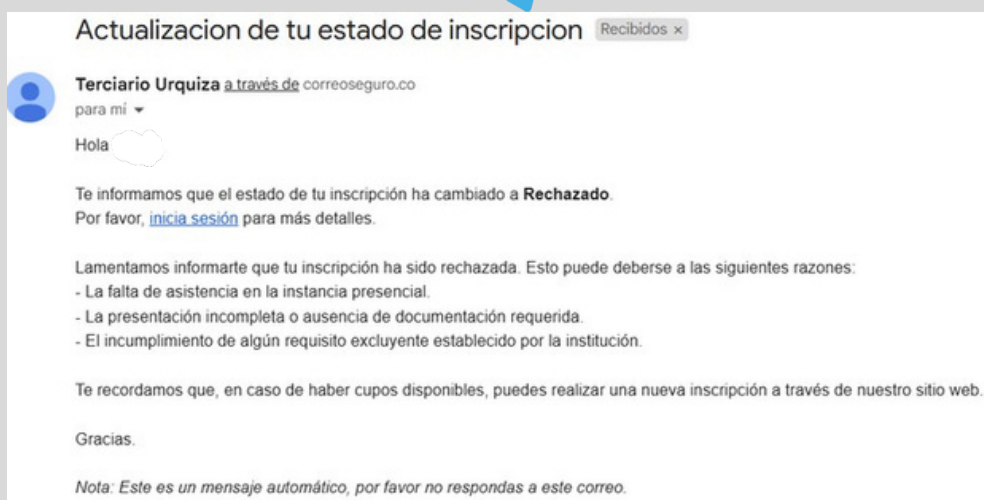 Actualizacion de tu estado de inscripcion Recibidos ×
Terciario Urquiza a través de correoseguro.co
para mí
Hola
Te informamos que el estado de tu inscripción ha cambiado a Rechazado.
Por favor, inicia sesión para más detalles.
Lamentamos informarte que tu inscripción ha sido rechazada. Esto puede deberse a las siguientes razones:
- La falta de asistencia en la instancia presencial.
- La presentación incompleta o ausencia de documentación requerida.
- El incumplimiento de algún requisito excluyente establecido por la institución.
Te recordamos que, en caso de haber cupos disponibles, puedes realizar una nueva inscripción a través de nuestro sitio web.
Gracias.
Nota: Este es un mensaje automático, por favor no respondas a este correo.